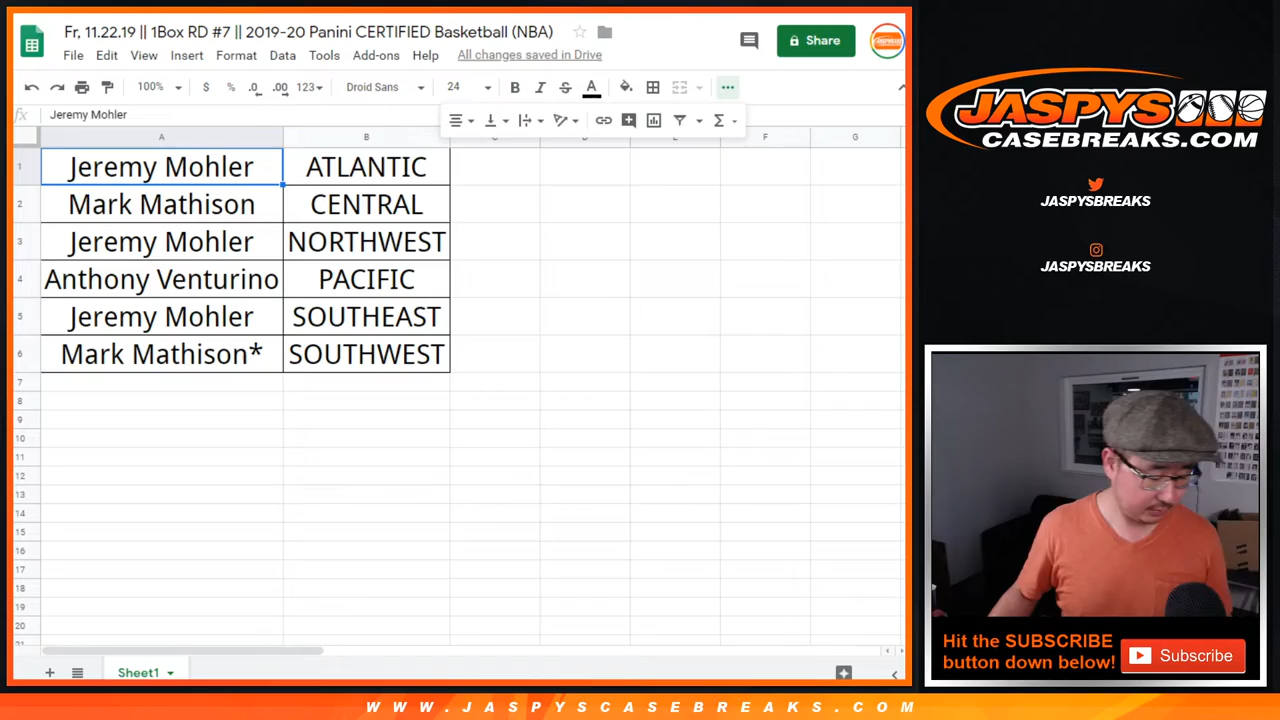 Fr, 11.22.19 || 1Box RD #7 || 2019-20 Panini CERTIFIED Basketball (NBA)
File Edit View Insert Format Data Tools Add-ons Help All changes saved in Drive
Share
100% $ % .0 .00 123 Droid Sans 24 B I S A
fx Jeremy Mohler
A B F G
1 Jeremy Mohler ATLANTIC
2 Mark Mathison CENTRAL
3 Jeremy Mohler NORTHWEST
4 Anthony Venturino PACIFIC
5 Jeremy Mohler SOUTHEAST
6 Mark Mathison* SOUTHWEST
7
8
9
10
11
12
13
14
15
16
17
18
19
20
Sheet1
JASPYS
CASEBREAKS.COM
JASPYSBREAKS
JASPYSBREAKS
Hit the SUBSCRIBE
button down below!
Subscribe
WWW.JASPYSCASEBREAKS.COM